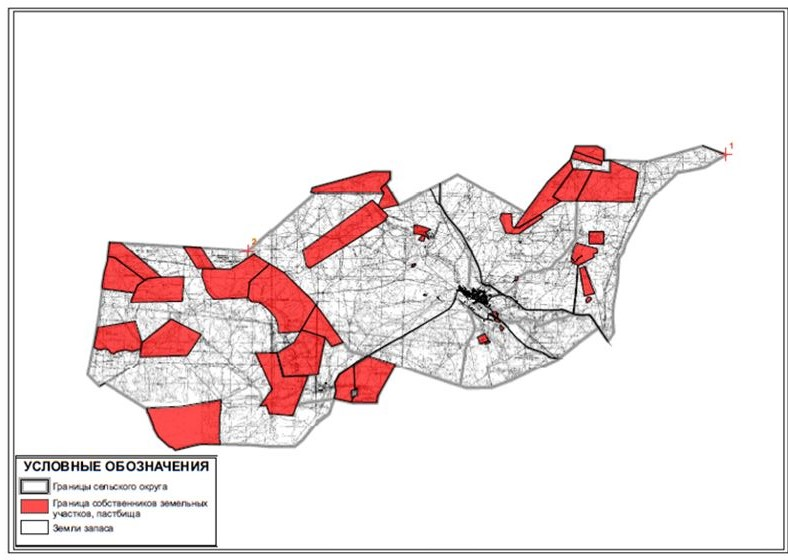 1
2
УСЛОВНЫЕ ОБОЗНАЧЕНИЯ
Границы сельского округа
Граница собственников земельных
участков, пастбища
Земли запаса